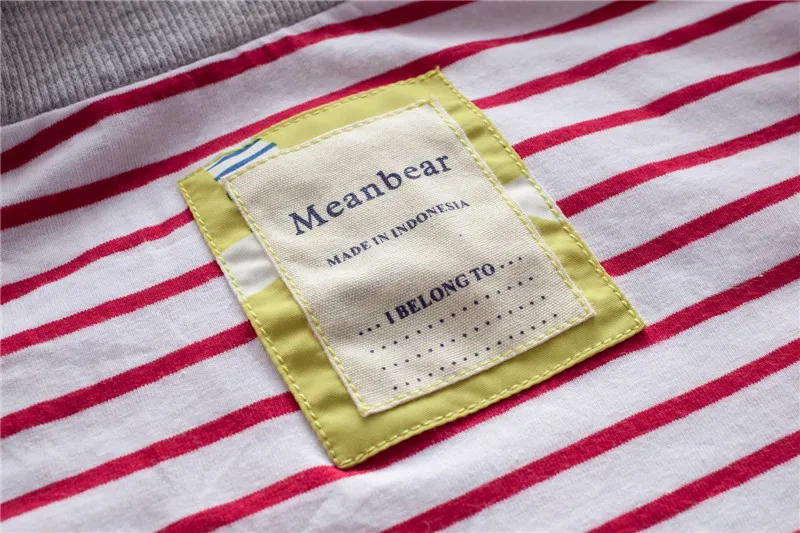 Meanbear
MADE IN INDONESIA
... I BELONG TO ...